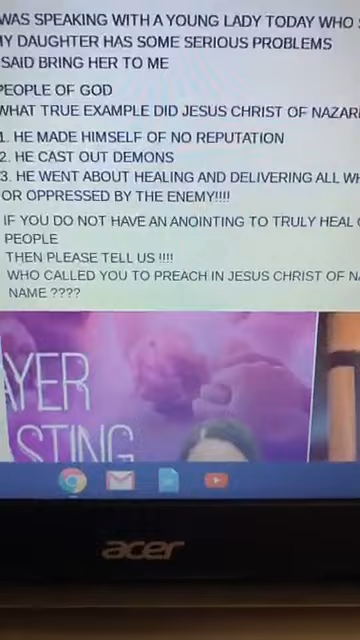 WAS SPEAKING WITH A YOUNG LADY TODAY WHO
MY DAUGHTER HAS SOME SERIOUS PROBLEMS
SAID BRING HER TO ME
PEOPLE OF GOD
WHAT TRUE EXAMPLE DID JESUS CHRIST OF NAZAR
1. HE MADE HIMSELF OF NO REPUTATION
2. HE CAST OUT DEMONS
3. HE WENT ABOUT HEALING AND DELIVERING ALL WH
OR OPPRESSED BY THE ENEMY!!!!
IF YOU DO NOT HAVE AN ANOINTING TO TRULY HEAL
PEOPLE
THEN PLEASE TELL US !!!!
WHO CALLED YOU TO PREACH IN JESUS CHRIST OF NA
NAME ????
AYER
STING
acer